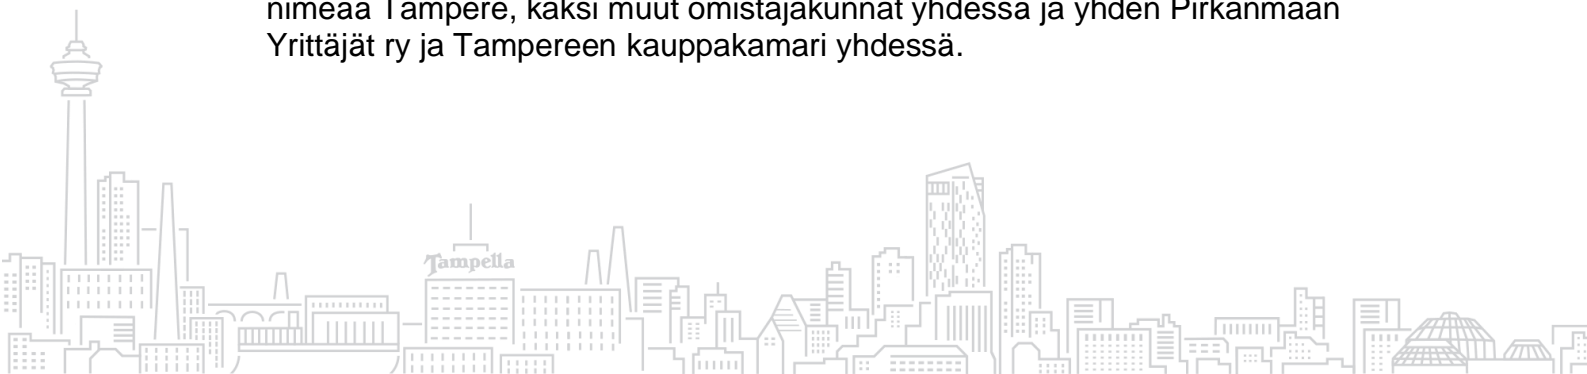 nimeää Tampere, kaksi muut omistajakunnat yhdessä ja yhden Pirkanmaan
Yrittäjät ry ja Tampereen kauppakamari yhdessä.
Tampella